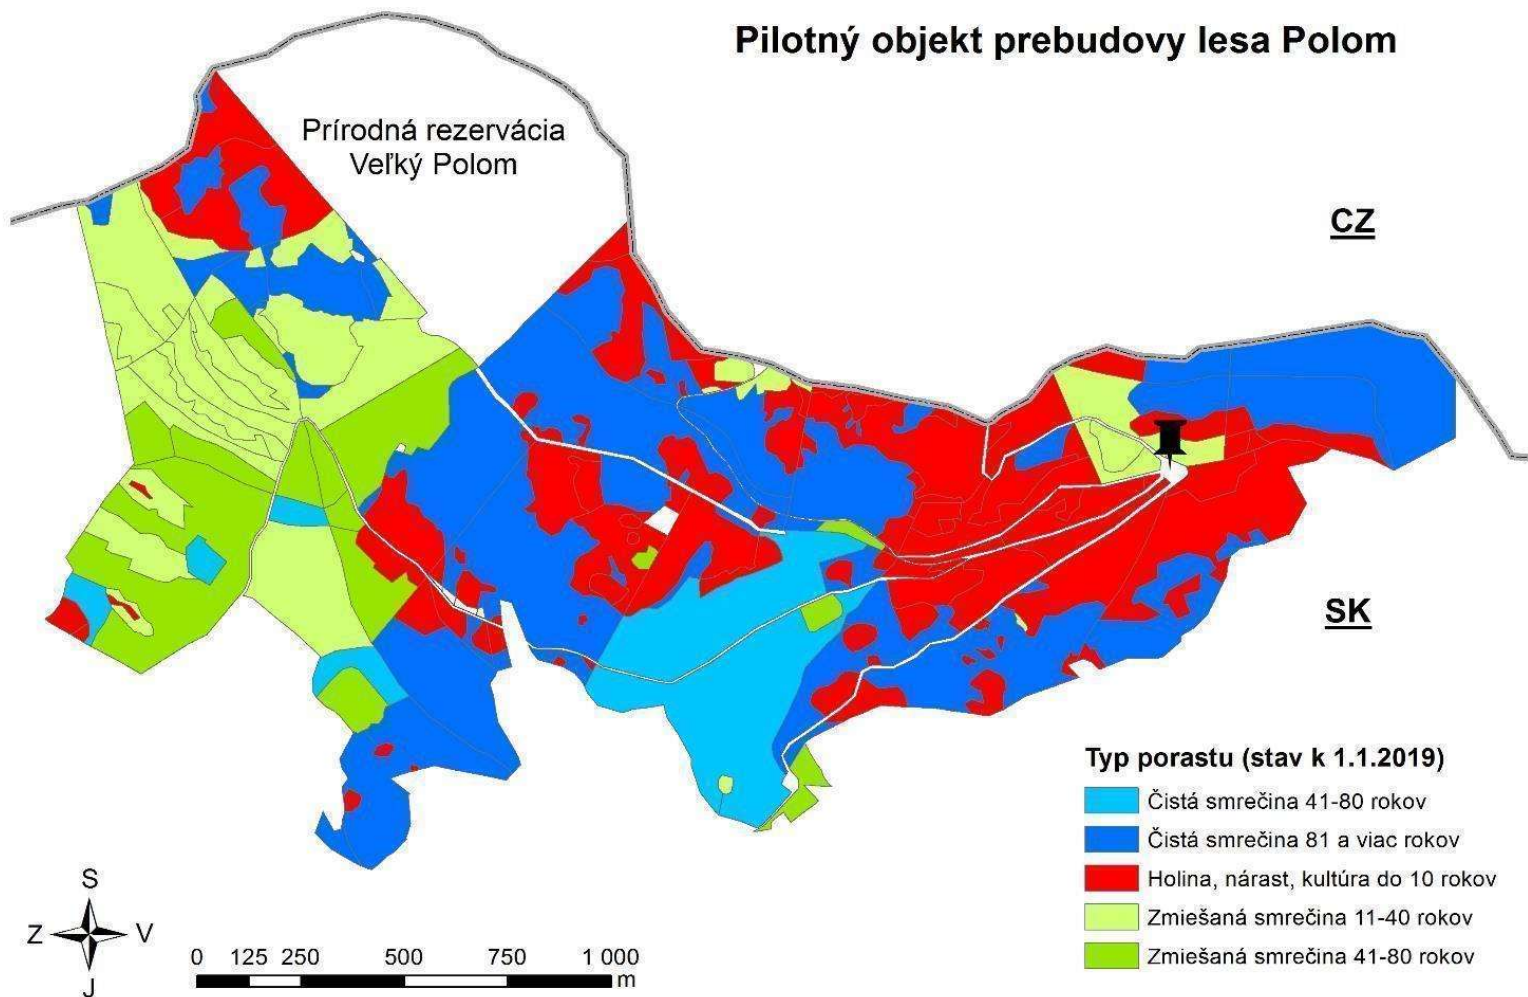 Pilotný objekt prebudovy lesa Polom
Prírodná rezervácia
Veľký Polom
CZ
SK
Typ porastu (stav k 1.1.2019)
Čistá smrečina 41-80 rokov
Čistá smrečina 81 a viac rokov
Holina, nárast, kultúra do 10 rokov
Zmiešaná smrečina 11-40 rokov
Zmiešaná smrečina 41-80 rokov
S
Z V
J
0 125 250 500 750 1 000
m